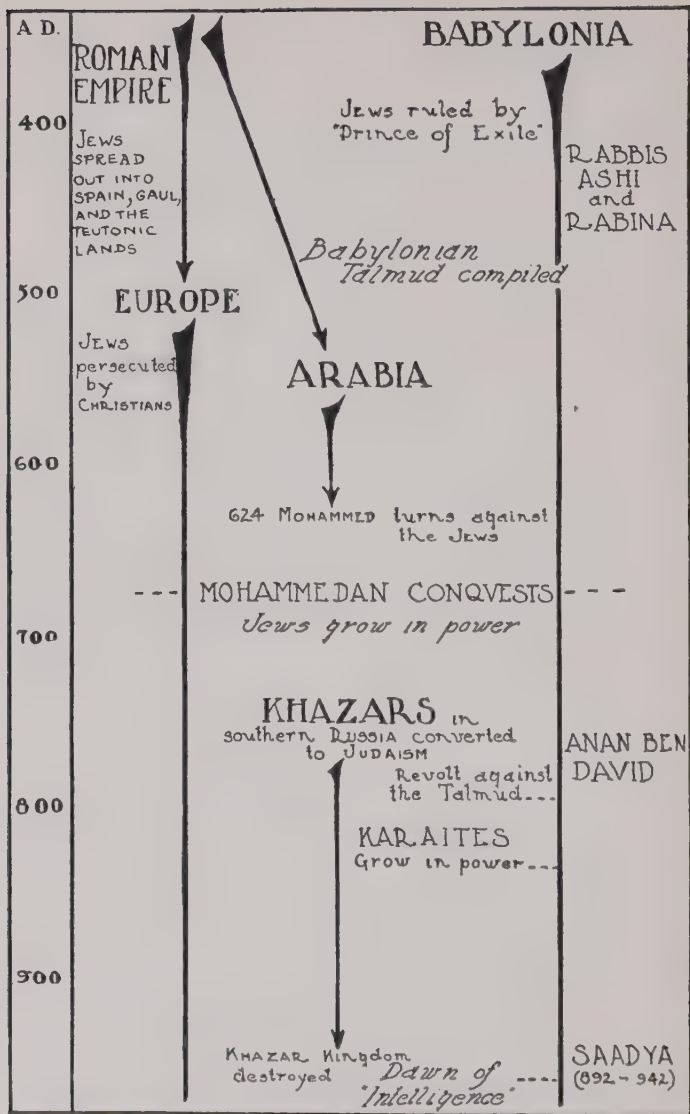 A.D.
ROMAN
EMPIRE
BABYLONIA
400
JEWS
SPREAD
OUT INTO
SPAIN, GAUL,
AND THE
TEUTONIC
LANDS
JEWS ruled by
"Prince of Exile"
RABBIS
ASHI
and
RABINA
Babylonian
Talmud compiled
500
EUROPE
JEWS
persecuted
by
CHRISTIANS
ARABIA
600
624 MOHAMMED turns against
the JEWS
--- MOHAMMEDAN CONQVESTS ---
Jews grow in power
700
KHAZARS in
southern RUSSIA converted
to JUDAISM
ANAN BEN
DAVID
Revolt against
the Talmud---
800
KARAITES
Grow in power---
900
KHAZAR Kingdom
destroyed
Dawn of
"Intelligence"
SAADYA
(892-942)